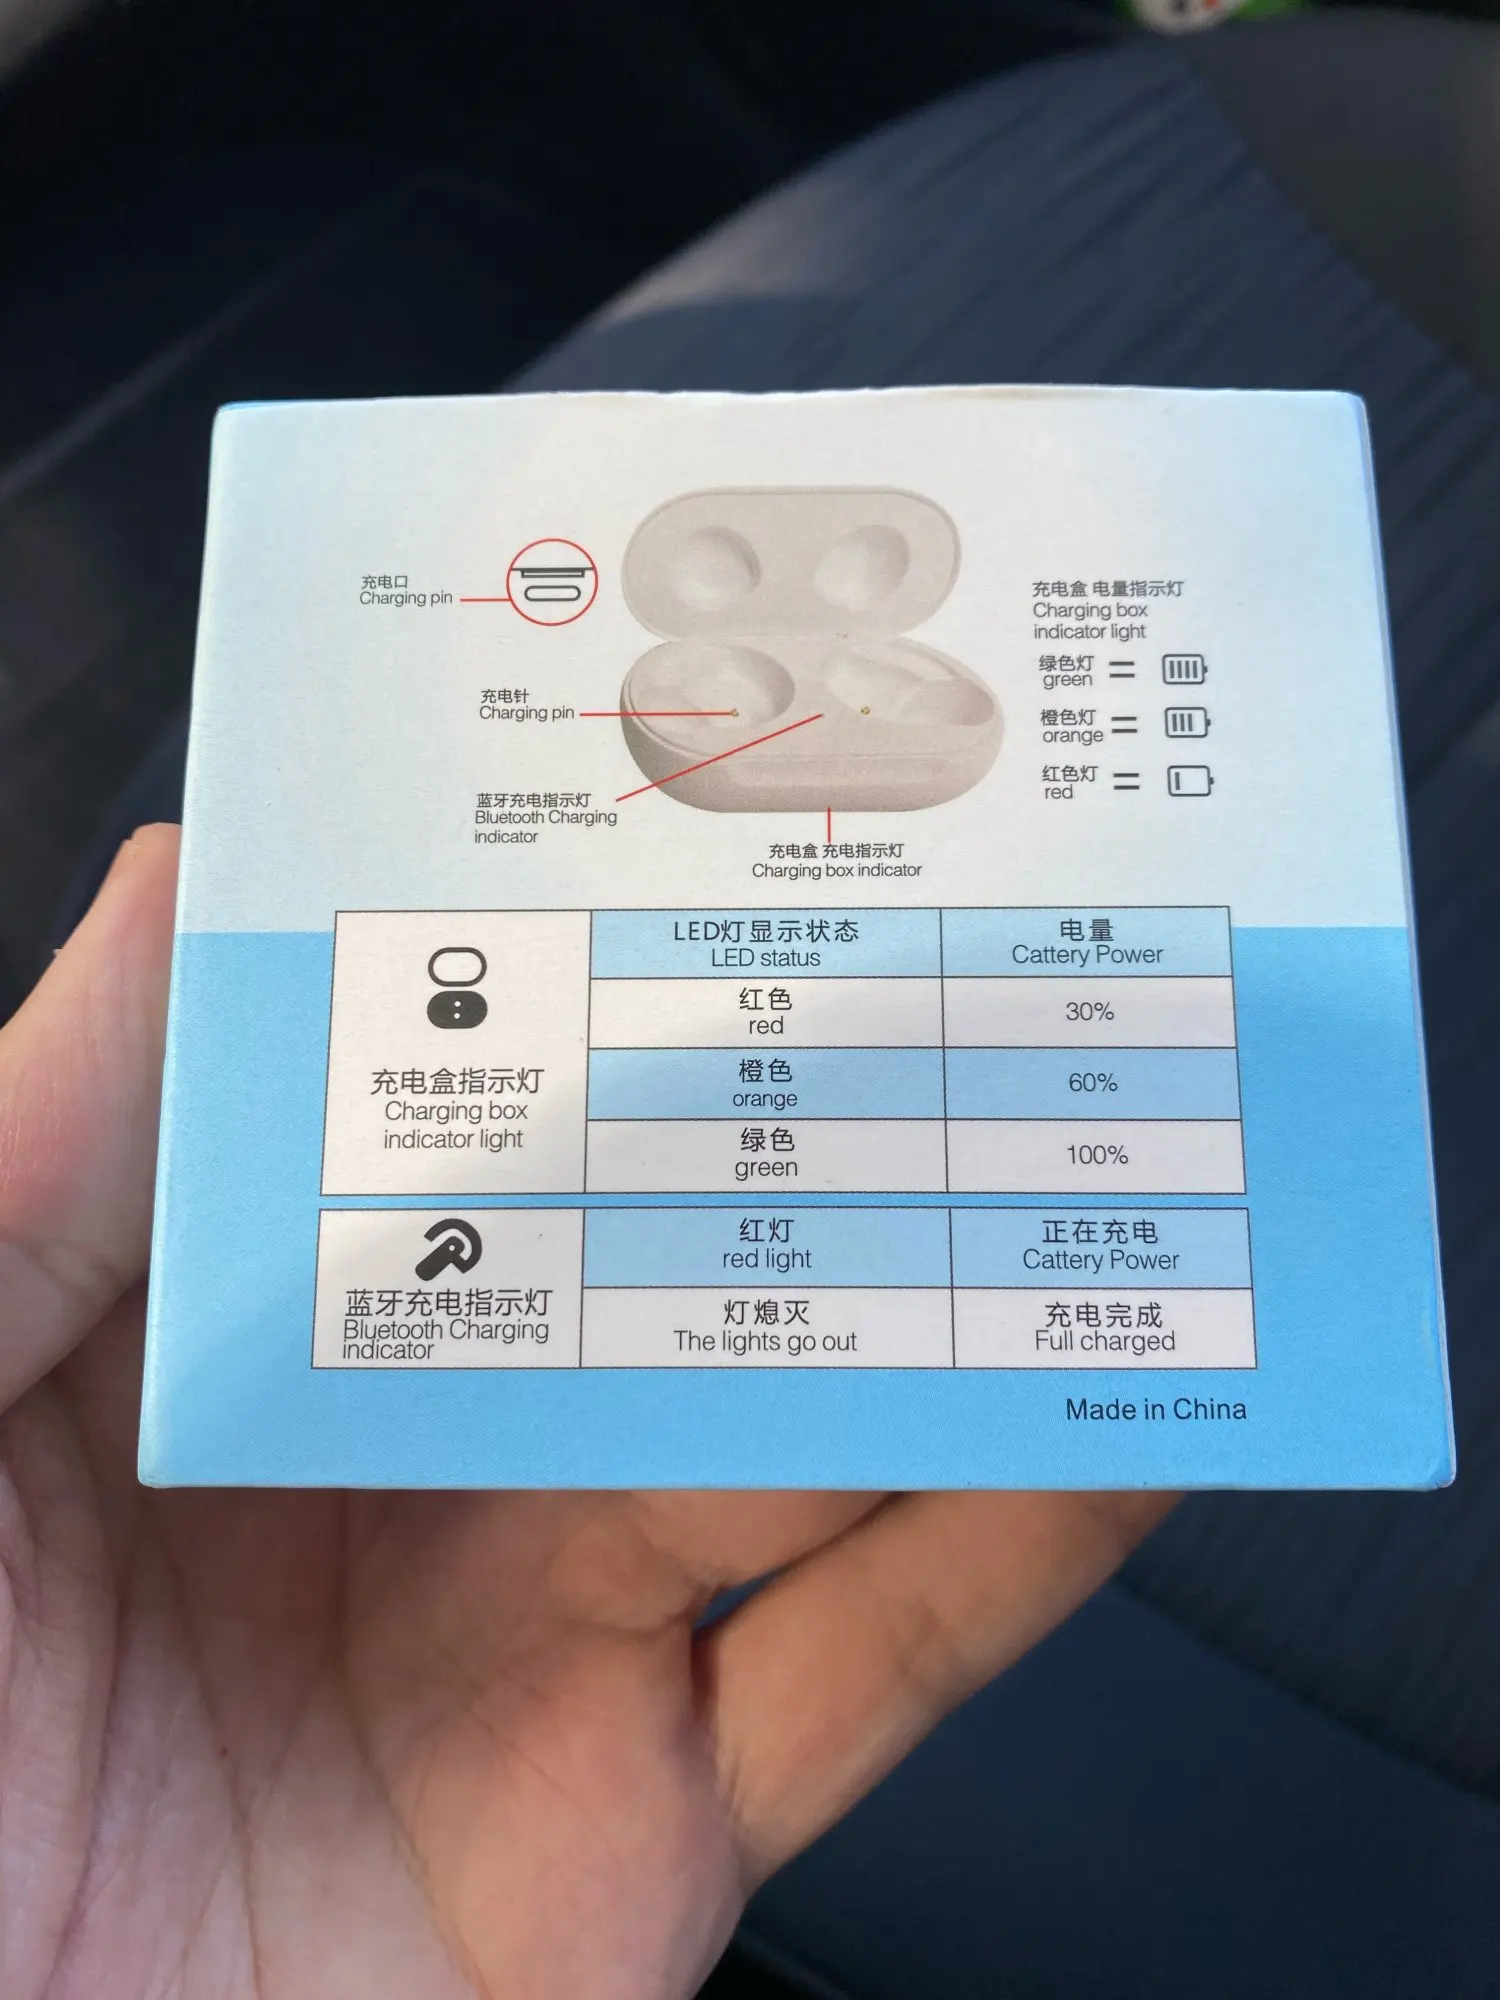 充电口
Charging pin
充电针
Charging pin
蓝牙充电指示灯
Bluetooth Charging
indicator
充电盒 充电指示灯
Charging box indicator
充电盒 电量指示灯
Charging box
indicator light
绿色灯
green
橙色灯
orange
红色灯
red
充电盒指示灯
Charging box
indicator light
LED灯显示状态
LED status
电量
Cattery Power
红色
red
30%
橙色
orange
60%
绿色
green
100%
蓝牙充电指示灯
Bluetooth Charging
indicator
红灯
red light
正在充电
Cattery Power
灯熄灭
The lights go out
充电完成
Full charged
Made in China